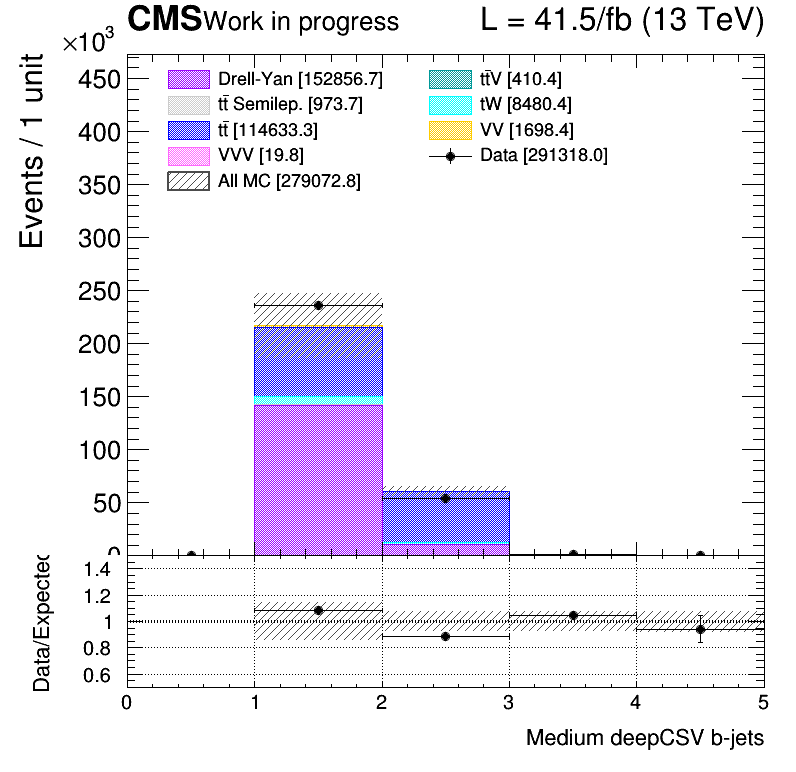 CMS Work in progress L = 41.5/fb (13 TeV)
×10³
Events / 1 unit
450
400
350
300
250
200
150
100
50
0
Drell-Yan [152856.7]
tt̄ Semilep. [973.7]
tt̄ [114633.3]
VVV [19.8]
All MC [279072.8]
tt̄V [410.4]
tW [8480.4]
VV [1698.4]
Data [291318.0]
Data/Expected
1.4
1.2
1
0.8
0.6
0 1 2 3 4 5
Medium deepCSV b-jets